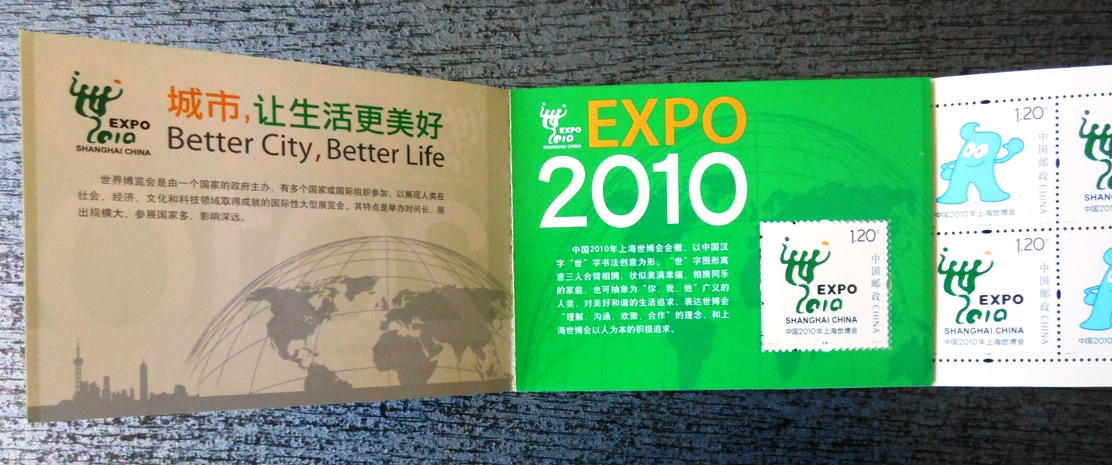 EXPO
2010
SHANGHAI CHINA
城市,让生活更美好
Better City, Better Life
世界博览会是由一个国家的政府主办，有多个国家或国际组织参加，以展现人类在
社会、经济、文化和科技领域取得成就的国际性大型展览会。其特点是举办时间长、展
出规模大、参展国家多、影响深远。
EXPO
2010
SHANGHAI CHINA
EXPO
2010
中国2010年上海世博会会徽，以中国汉
字“世”字书法创意为形。“世”字图形寓
意三人合臂相拥，状似美满幸福、相携同乐
的家庭，也可抽象为“你、我、他”广义的
人类，对美好和谐的生活追求，表达世博会
“理解、沟通、欢聚、合作”的理念，和上
海世博会以人为本的积极追求。
1.20
中国邮政 CHINA
EXPO
2010
SHANGHAI CHINA
中国2010年上海世博会
1.20
中国邮政 CHINA
中国2010年上海世博会
1.20
中国邮政 CHINA
EXPO
2010
SHANGHAI CHINA
中国2010年上海世博会